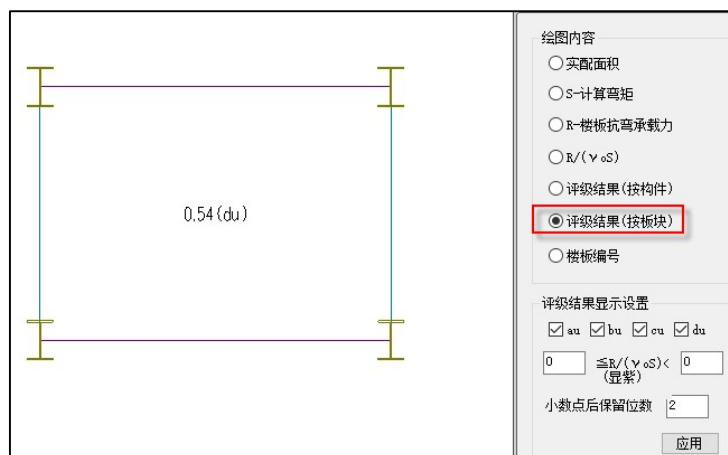 0.54(du)
绘图内容
实配面积
S-计算弯矩
R-楼板抗弯承载力
R/(γ₀S)
评级结果(按构件)
评级结果(按板块)
楼板编号
评级结果显示设置
au bu cu du
0 ≦R/(γ₀S)< 0
(显紫)
小数点后保留位数 2
应用